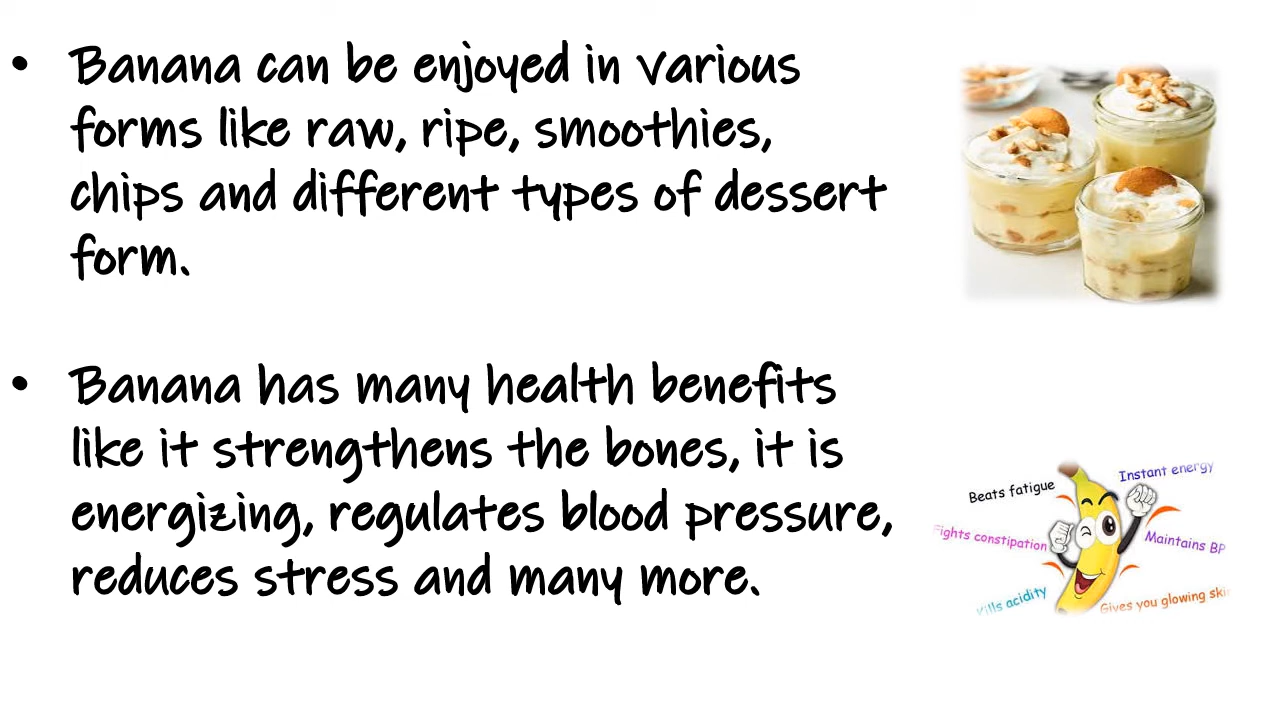 • Banana can be enjoyed in various
forms like raw, ripe, smoothies,
chips and different types of dessert
form.
• Banana has many health benefits
like it strengthens the bones, it is
energizing, regulates blood pressure,
reduces stress and many more.
Beats fatigue
Instant energy
Fights constipation
Maintains BP
Kills acidity
Gives you glowing skin